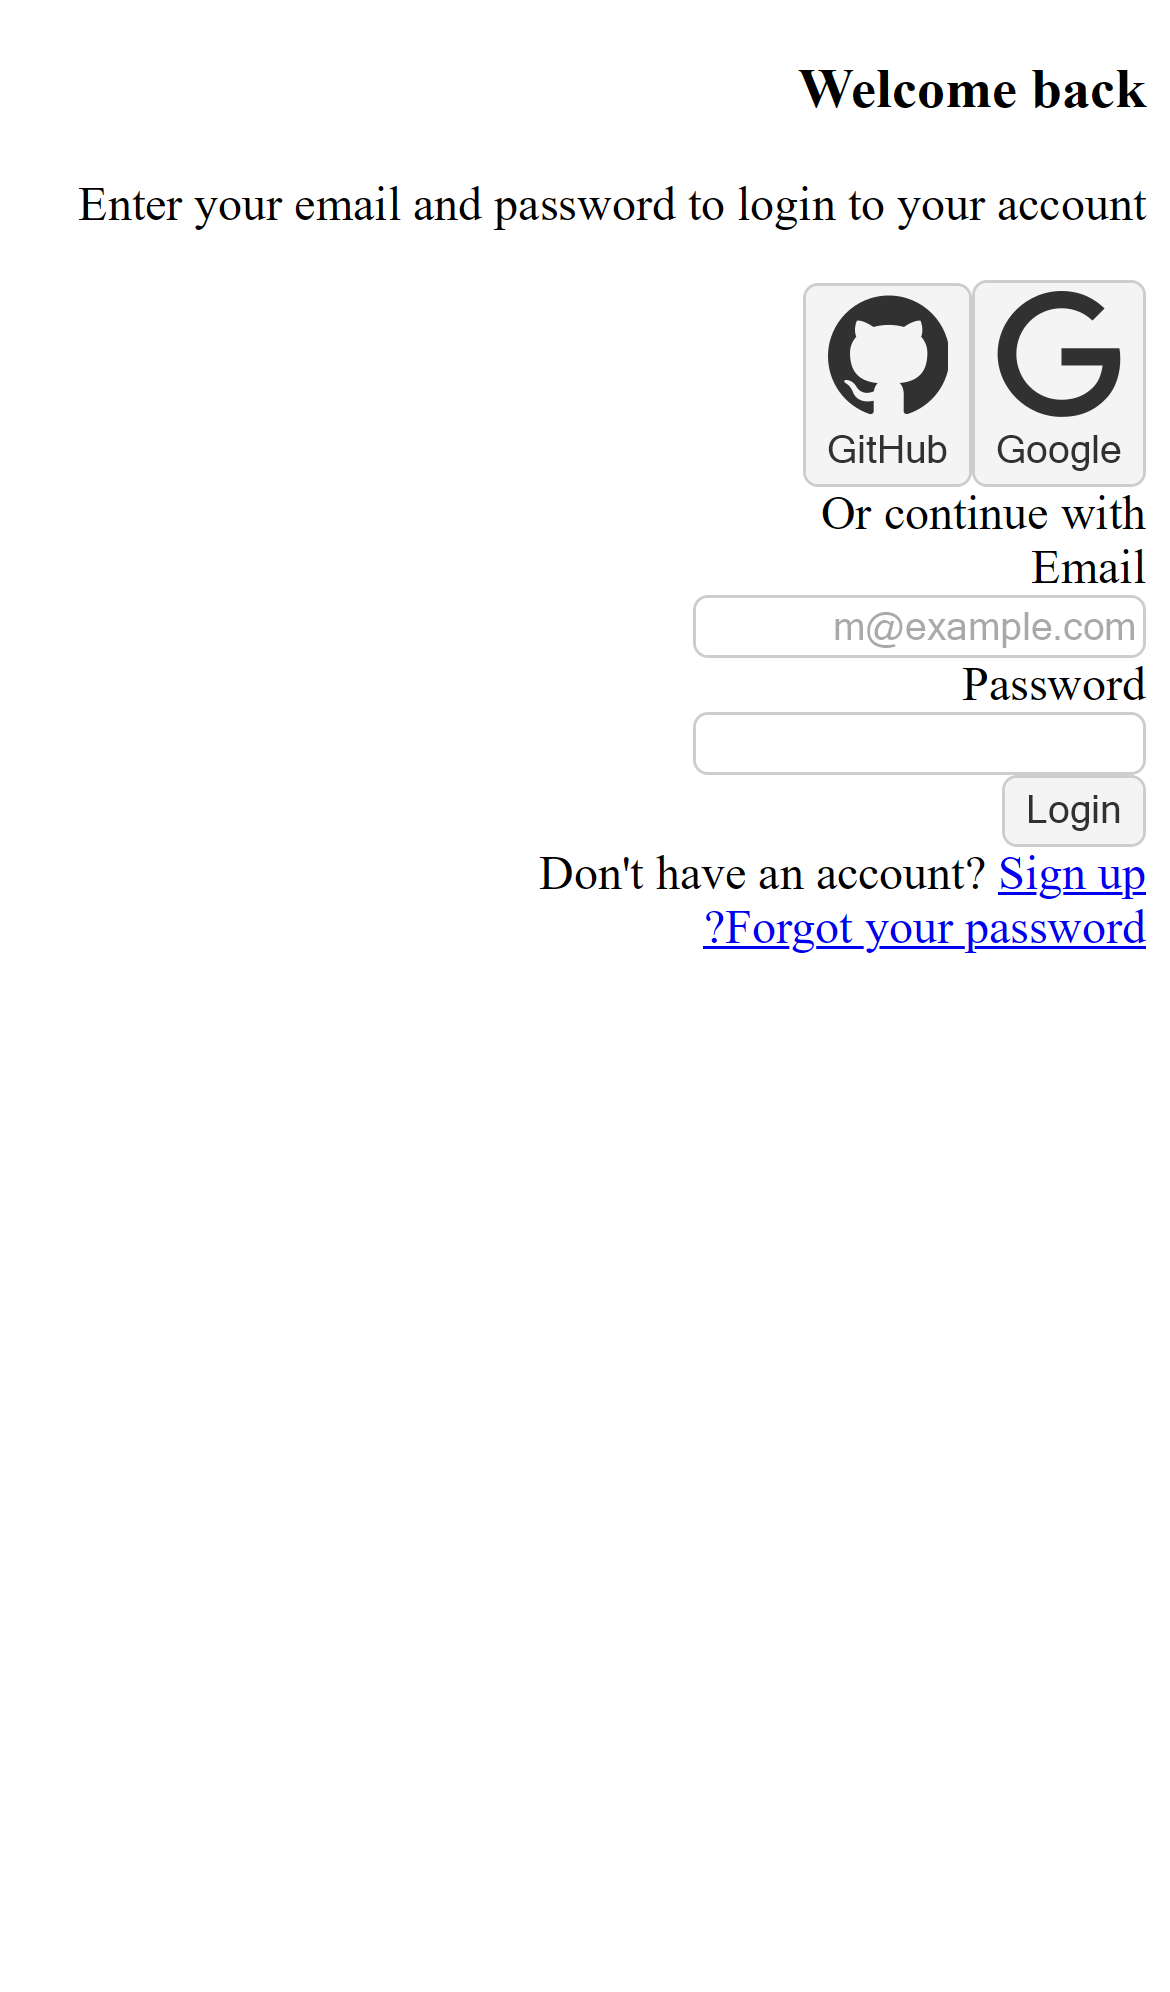 Welcome back
Enter your email and password to login to your account
GitHub Google
Or continue with
Email
m@example.com
Password
Login
Don't have an account? Sign up
?Forgot your password